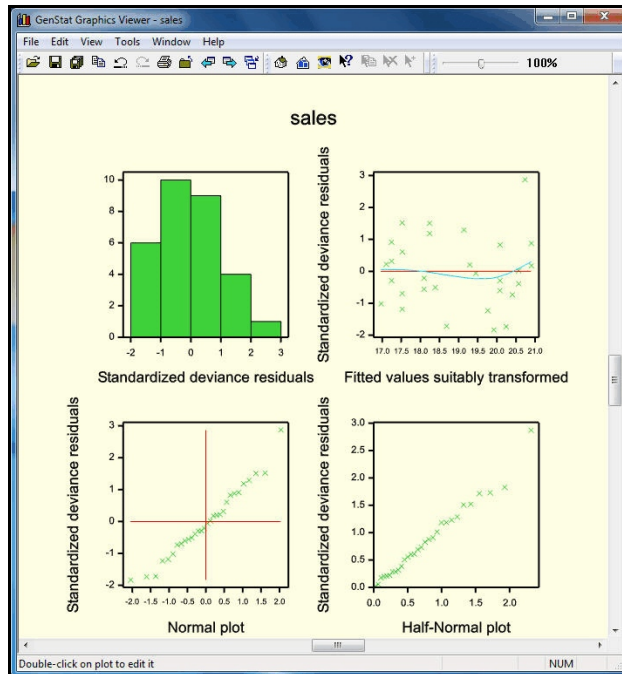 GenStat Graphics Viewer - sales
File Edit View Tools Window Help
100%
sales
Standardized deviance residuals
10
8
6
4
2
0
-2 -1 0 1 2 3
Standardized deviance residuals
Standardized deviance residuals
3
2
1
0
-1
-2
17.0 17.5 18.0 18.5 19.0 19.5 20.0 20.5 21.0
Fitted values suitably transformed
Standardized deviance residuals
3
2
1
0
-1
-2
-2.0 -1.5 -1.0 -0.5 0.0 0.5 1.0 1.5 2.0
Normal plot
3.0
2.5
2.0
1.5
1.0
0.5
0.0
0.0 0.5 1.0 1.5 2.0
Half-Normal plot
Double-click on plot to edit it NUM